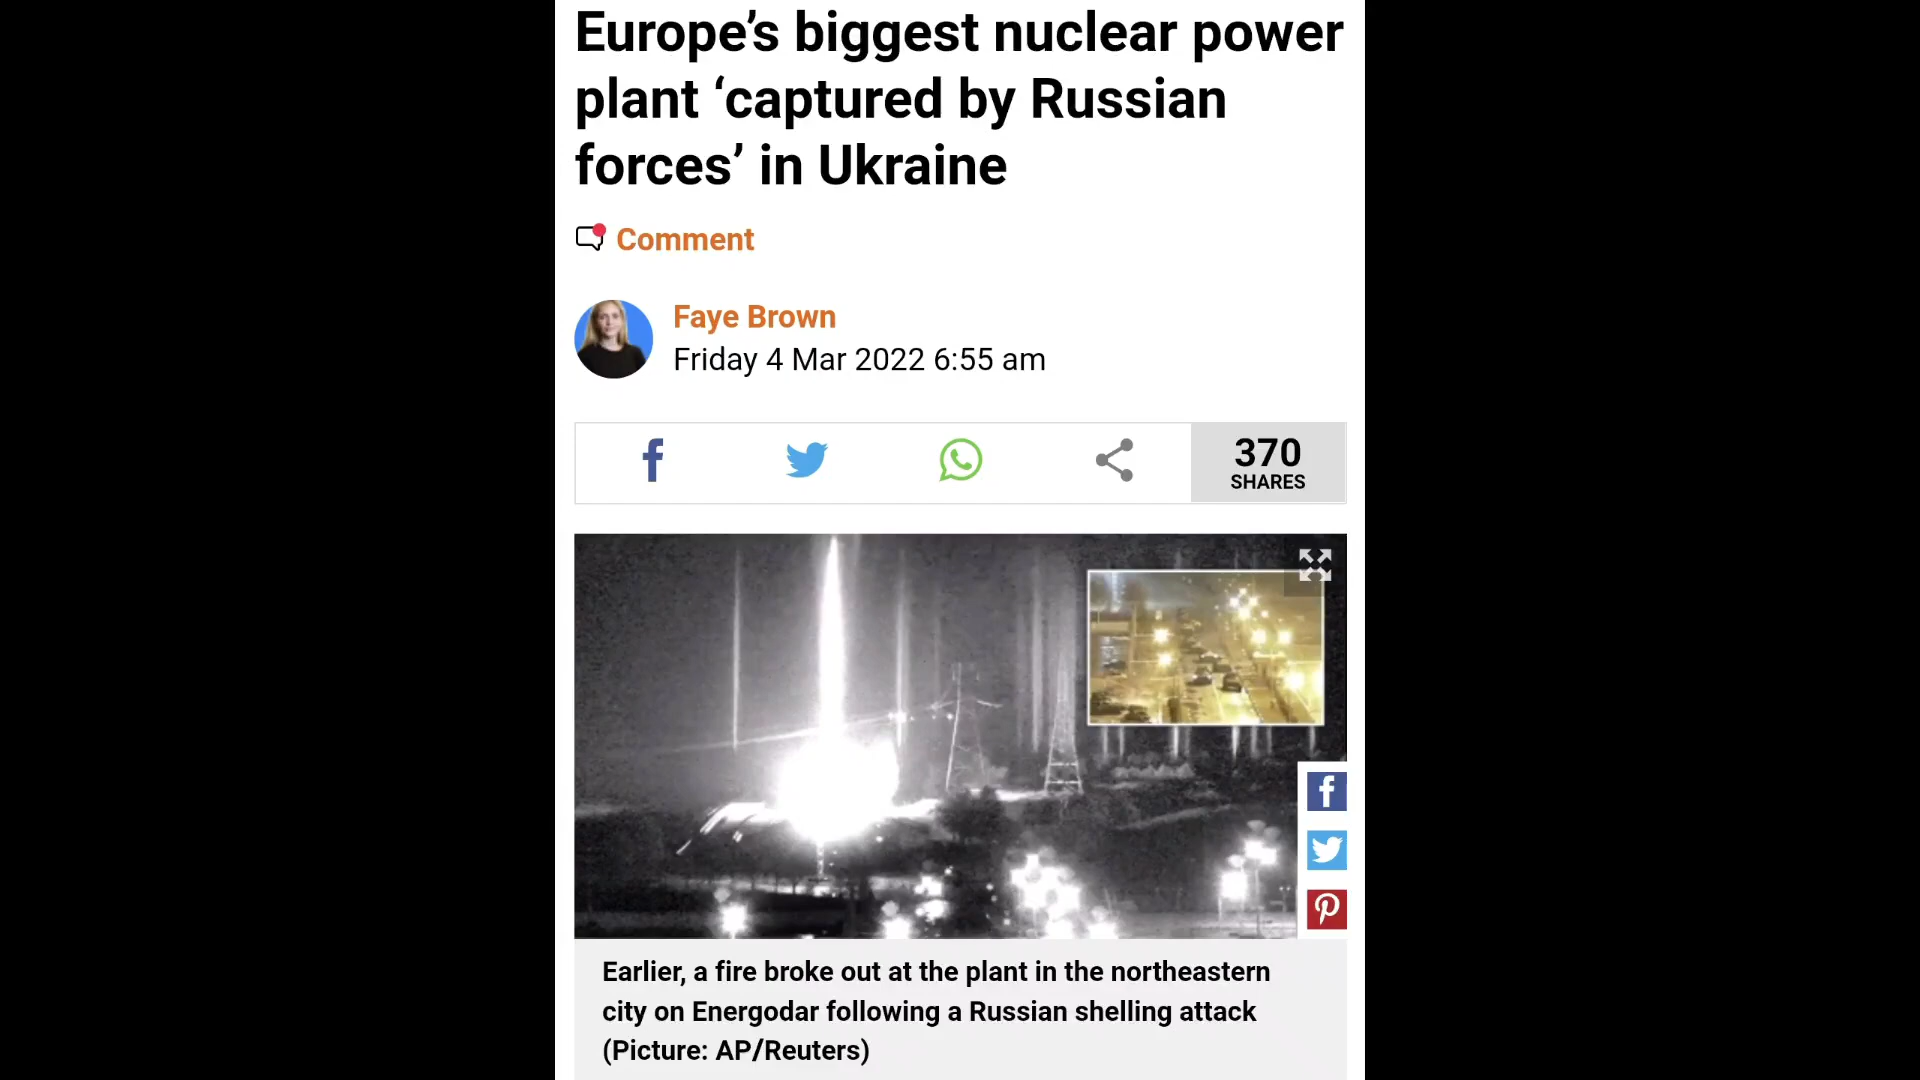 Europe’s biggest nuclear power
plant ‘captured by Russian
forces’ in Ukraine
Comment
Faye Brown
Friday 4 Mar 2022 6:55 am
370
SHARES
Earlier, a fire broke out at the plant in the northeastern
city on Energodar following a Russian shelling attack
(Picture: AP/Reuters)